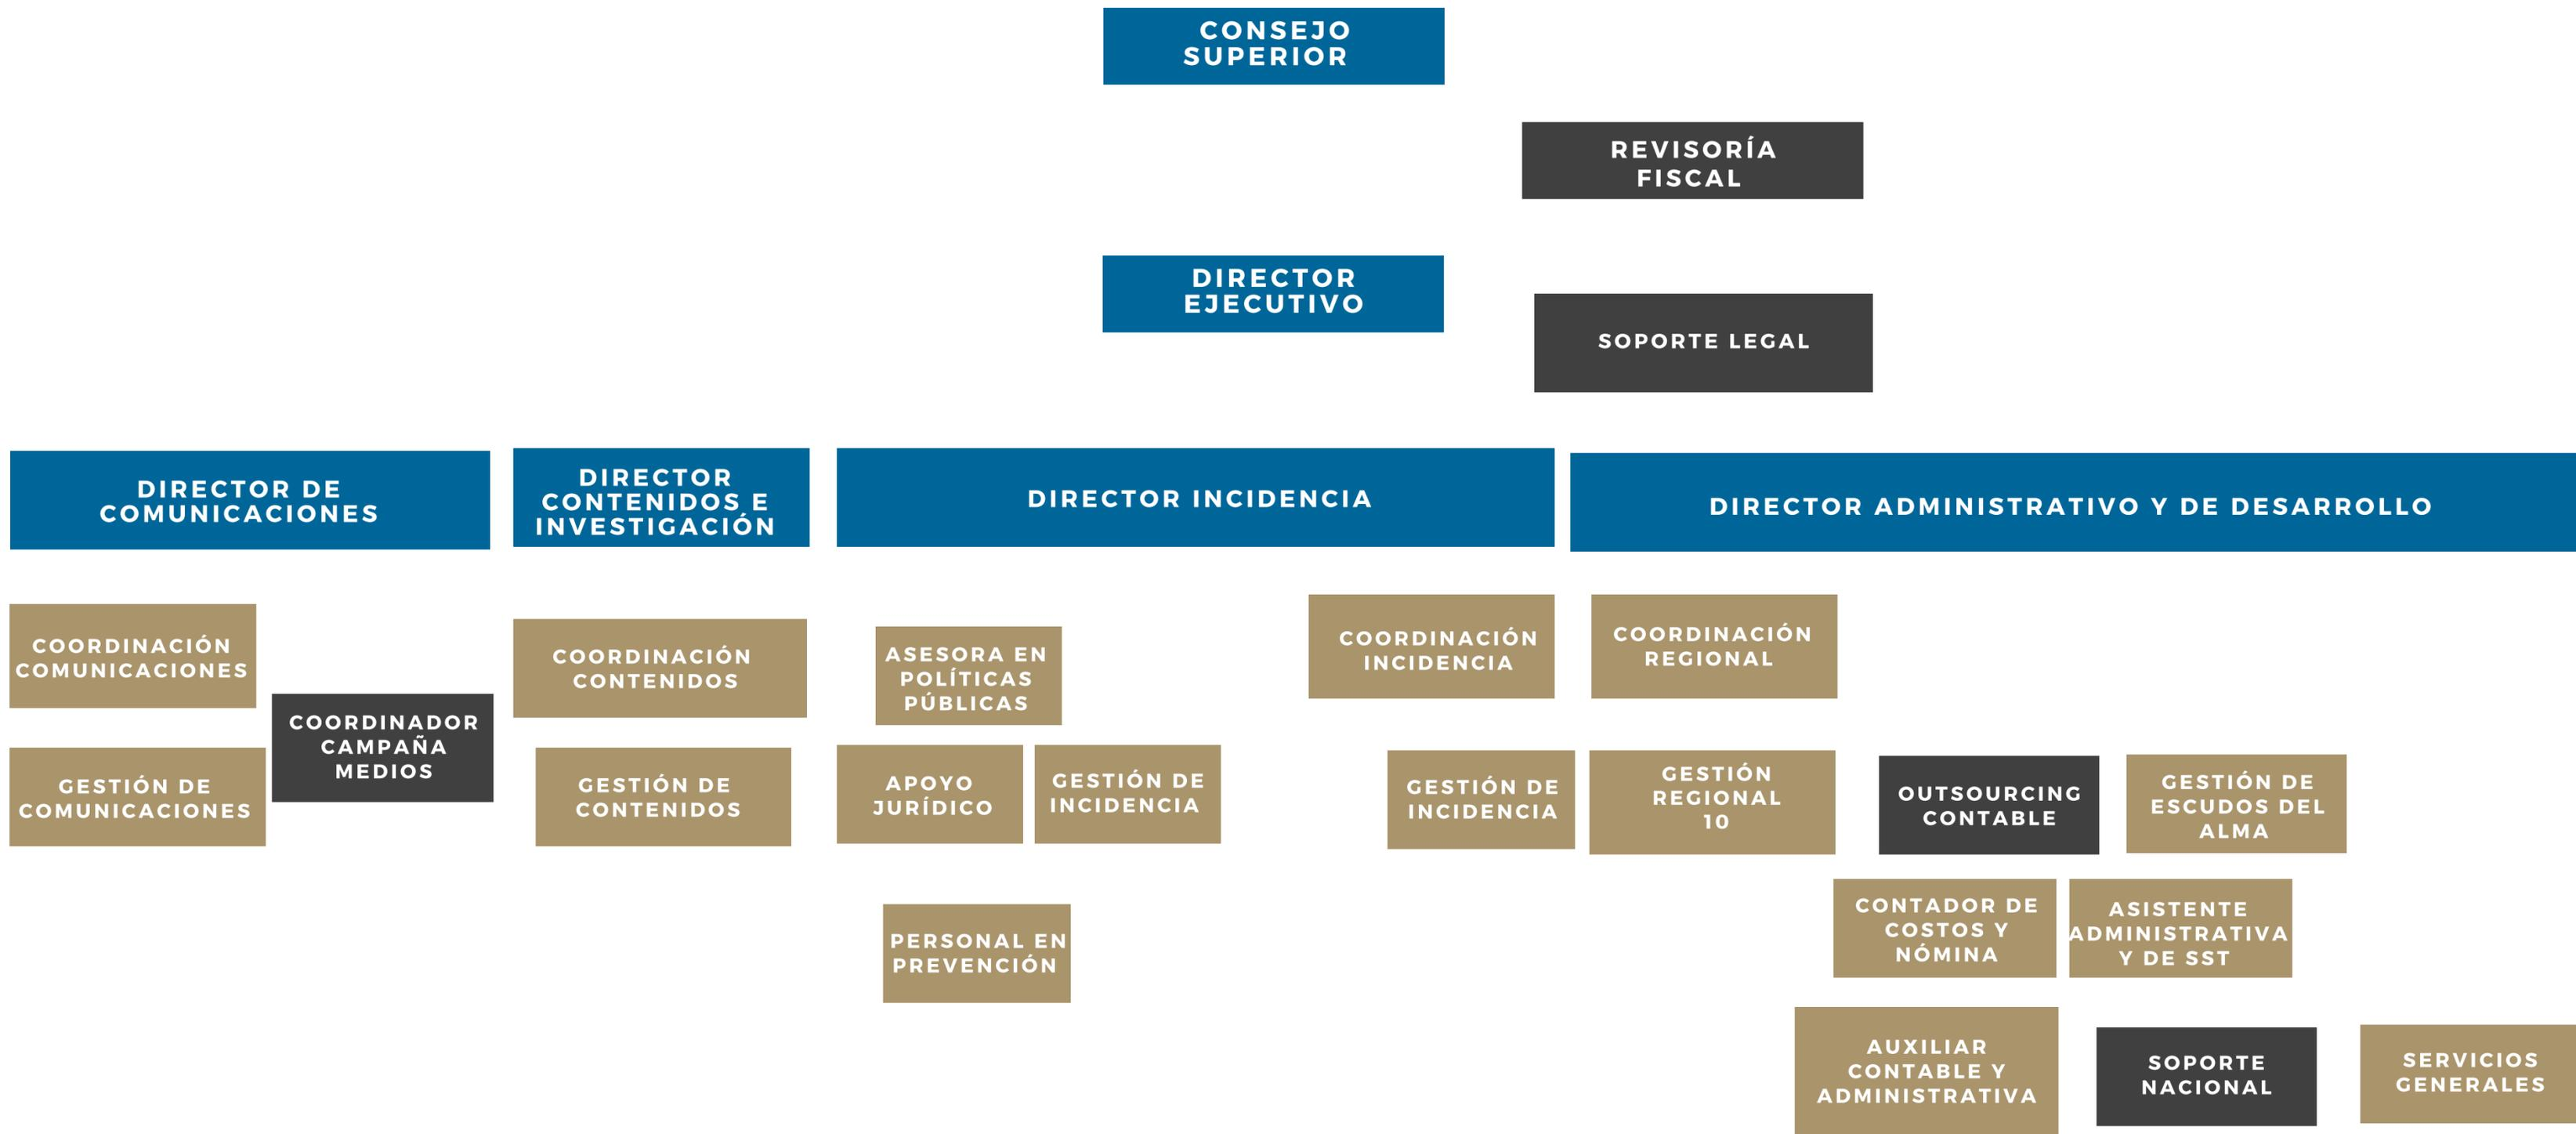 CONSEJO
SUPERIOR
REVISORÍA
FISCAL
DIRECTOR
EJECUTIVO
SOPORTE LEGAL
DIRECTOR DE
COMUNICACIONES
DIRECTOR
CONTENIDOS E
INVESTIGACIÓN
DIRECTOR INCIDENCIA
DIRECTOR ADMINISTRATIVO Y DE DESARROLLO
COORDINACIÓN
COMUNICACIONES
COORDINADOR
CAMPAÑA
MEDIOS
GESTIÓN DE
COMUNICACIONES
COORDINACIÓN
CONTENIDOS
GESTIÓN DE
CONTENIDOS
ASESORA EN
POLÍTICAS
PÚBLICAS
APOYO
JURÍDICO
GESTIÓN DE
INCIDENCIA
PERSONAL EN
PREVENCIÓN
COORDINACIÓN
INCIDENCIA
GESTIÓN DE
INCIDENCIA
COORDINACIÓN
REGIONAL
GESTIÓN
REGIONAL
10
OUTSOURCING
CONTABLE
GESTIÓN DE
ESCUDOS DEL
ALMA
CONTADOR DE
COSTOS Y
NÓMINA
ASISTENTE
ADMINISTRATIVA
Y DE SST
AUXILIAR
CONTABLE Y
ADMINISTRATIVA
SOPORTE
NACIONAL
SERVICIOS
GENERALES